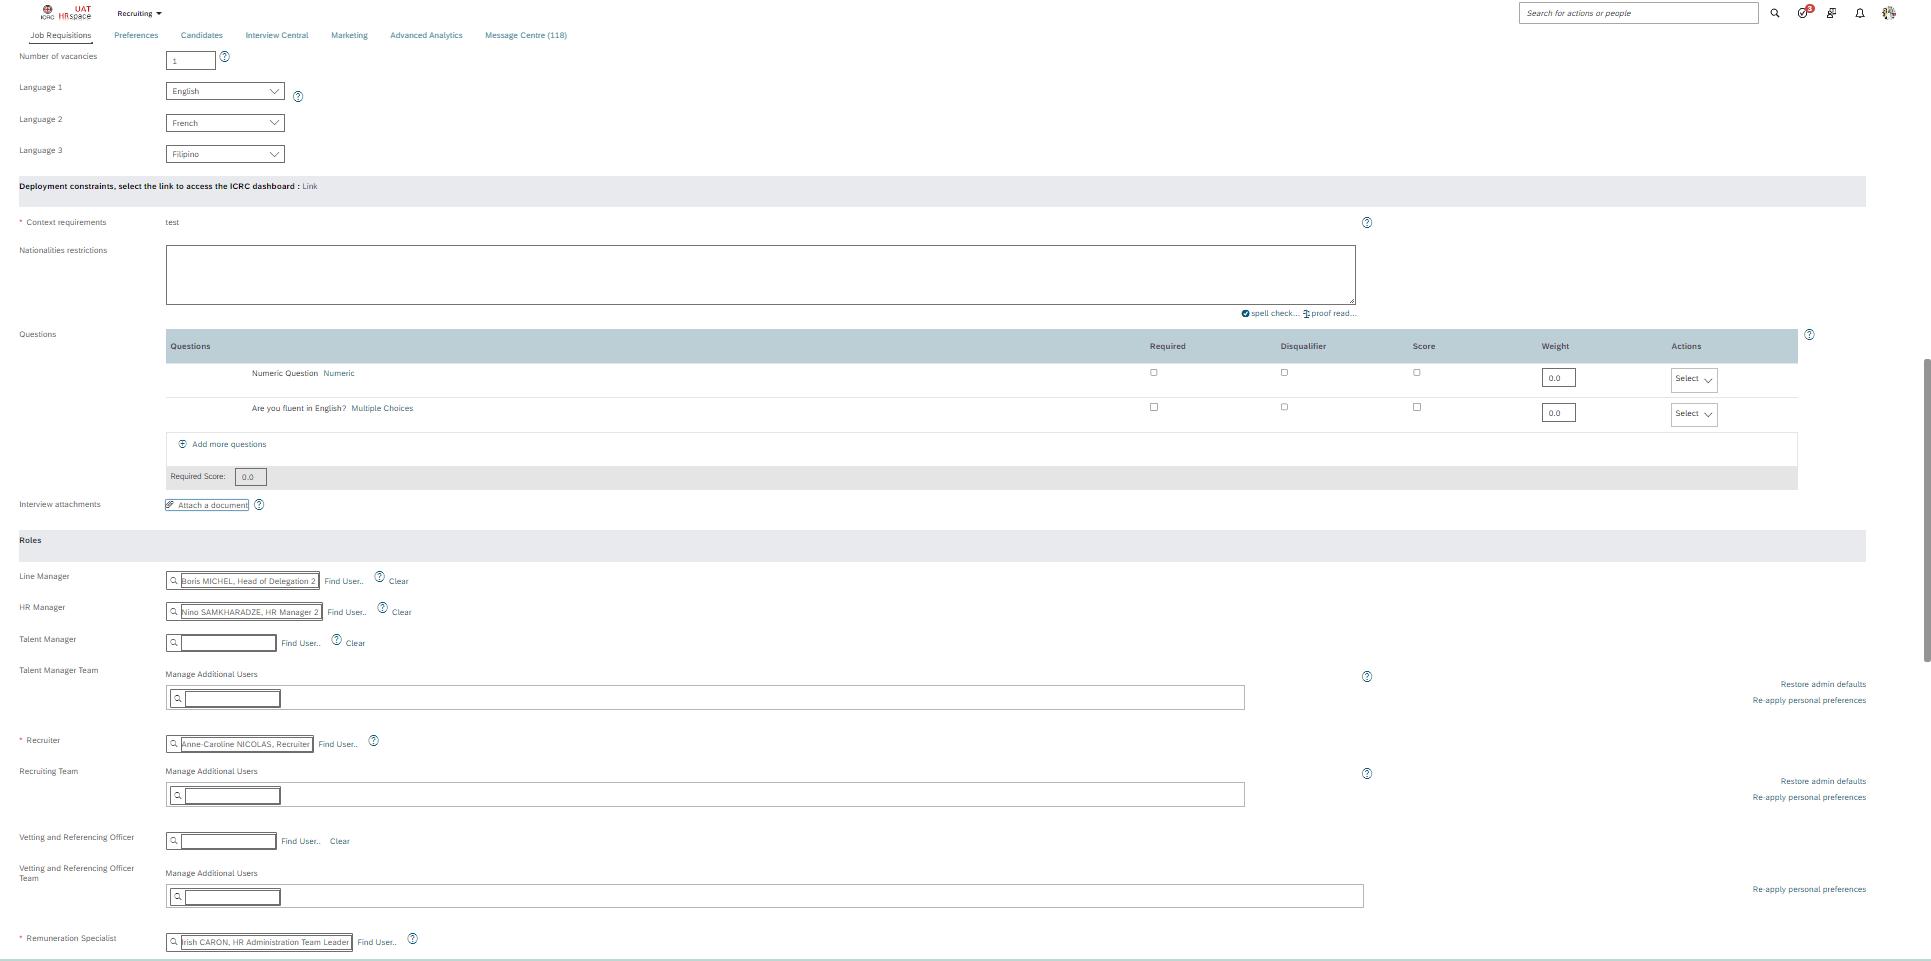 ICRC UAT HRspace Recruiting Search for actions or people 3
Job Requisitions Preferences Candidates Interview Central Marketing Advanced Analytics Message Centre (118)
Number of vacancies 1
Language 1 English
Language 2 French
Language 3 Filipino
Deployment constraints, select the link to access the ICRC dashboard : Link
* Context requirements test
Nationalities restrictions
spell check... proof read...
Questions
Questions Required Disqualifier Score Weight Actions
Numeric Question Numeric 0.0 Select
Are you fluent in English? Multiple Choices 0.0 Select
Add more questions
Required Score: 0.0
Interview attachments Attach a document
Roles
Line Manager Boris MICHEL, Head of Delegation 2 Find User.. Clear
HR Manager Nino SAMKHARADZE, HR Manager 2 Find User.. Clear
Talent Manager Find User.. Clear
Talent Manager Team Manage Additional Users
Restore admin defaults
Re-apply personal preferences
* Recruiter Anne-Caroline NICOLAS, Recruiter Find User..
Recruiting Team Manage Additional Users
Restore admin defaults
Re-apply personal preferences
Vetting and Referencing Officer Find User.. Clear
Vetting and Referencing Officer
Team
Manage Additional Users
Re-apply personal preferences
* Remuneration Specialist Irish CARON, HR Administration Team Leader Find User..